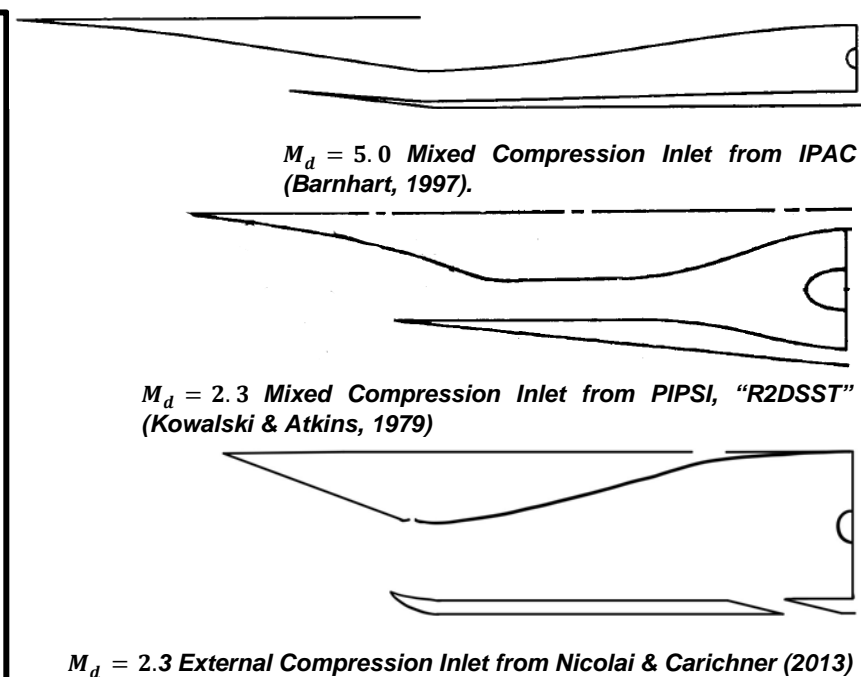 M_d = 5.0 Mixed Compression Inlet from IPAC
(Barnhart, 1997).
M_d = 2.3 Mixed Compression Inlet from PIPSI, “R2DSST”
(Kowalski & Atkins, 1979)
M_d = 2.3 External Compression Inlet from Nicolai & Carichner (2013)